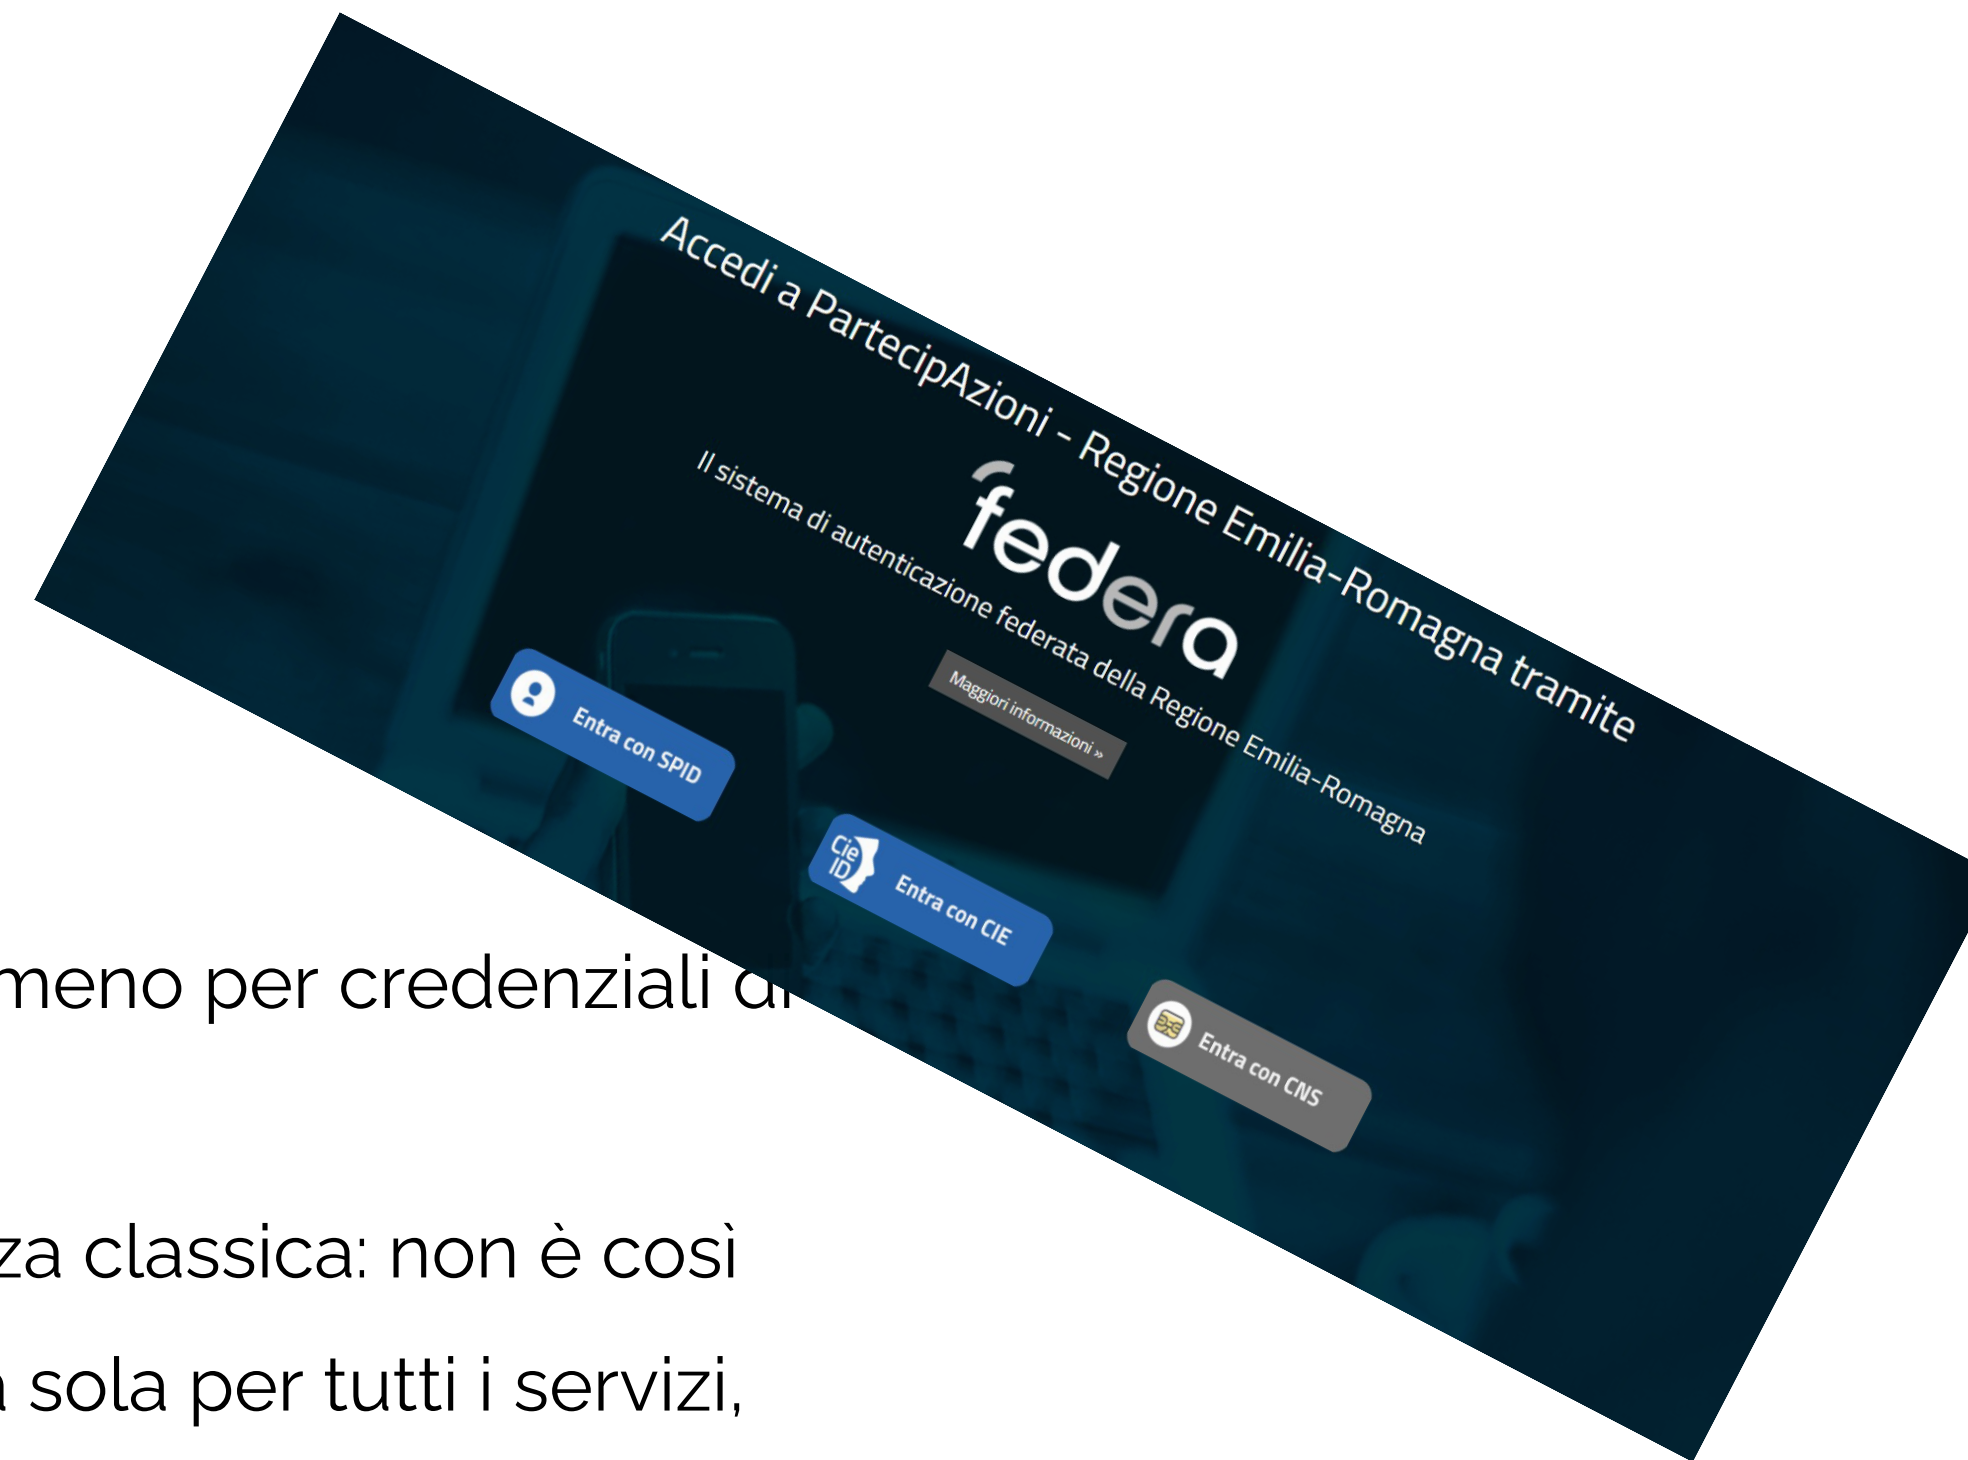 Accedi a PartecipAzioni - Regione Emilia-Romagna tramite
federa
Il sistema di autenticazione federata della Regione Emilia-Romagna
Maggiori informazioni »
Entra con SPID
Cie
ID
Entra con CIE
Entra con CNS
meno per credenziali di
za classica: non è così
sola per tutti i servizi,